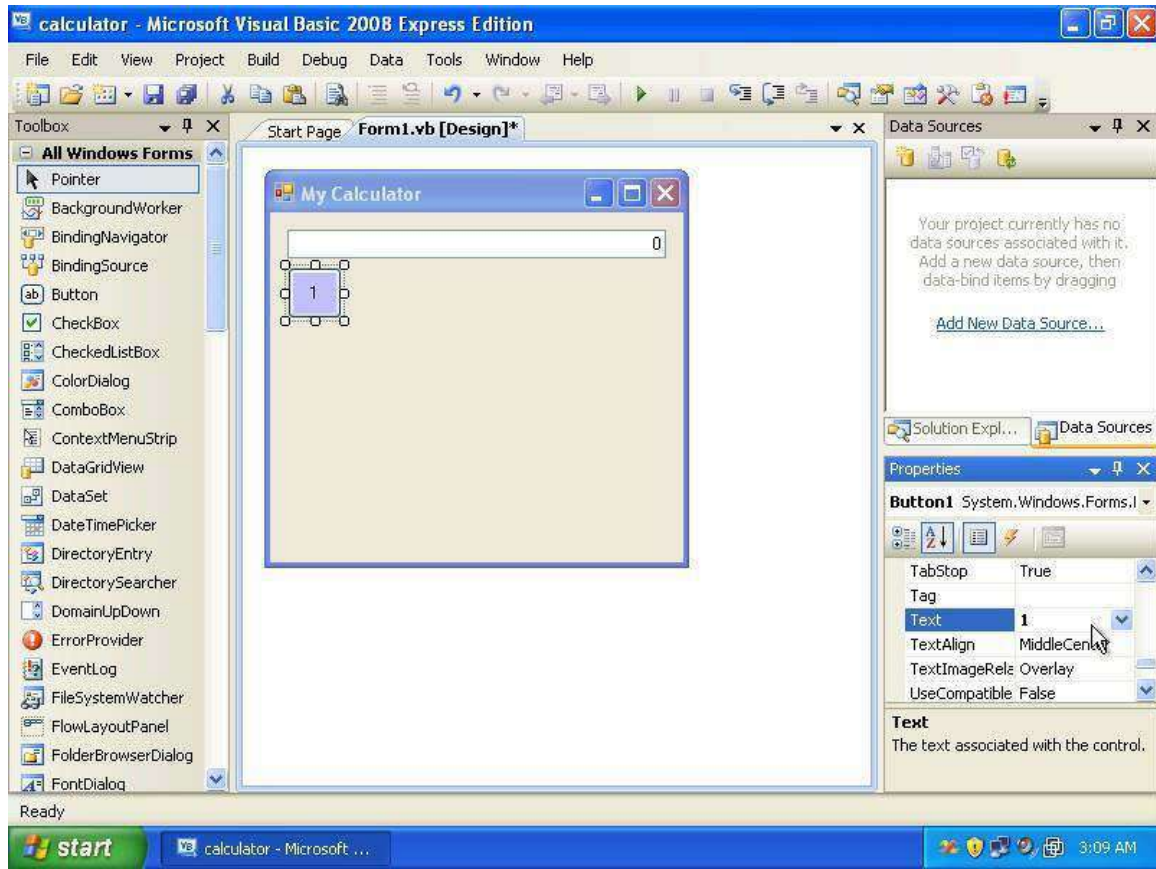 calculator - Microsoft Visual Basic 2008 Express Edition
File Edit View Project Build Debug Data Tools Window Help
Toolbox
All Windows Forms
Pointer
BackgroundWorker
BindingNavigator
BindingSource
ab Button
CheckBox
CheckedListBox
ColorDialog
ComboBox
ContextMenuStrip
DataGridView
DataSet
DateTimePicker
DirectoryEntry
DirectorySearcher
DomainUpDown
ErrorProvider
EventLog
FileSystemWatcher
FlowLayoutPanel
FolderBrowserDialog
FontDialog
Start Page Form1.vb [Design]*
My Calculator
0
1
Data Sources
Your project currently has no
data sources associated with it.
Add a new data source, then
data-bind items by dragging
Add New Data Source...
Solution Expl... Data Sources
Properties
Button1 System.Windows.Forms.
TabStop True
Tag
Text 1
TextAlign MiddleCenter
TextImageRela Overlay
UseCompatible False
Text
The text associated with the control.
Ready
start calculator - Microsoft ... 3:09 AM